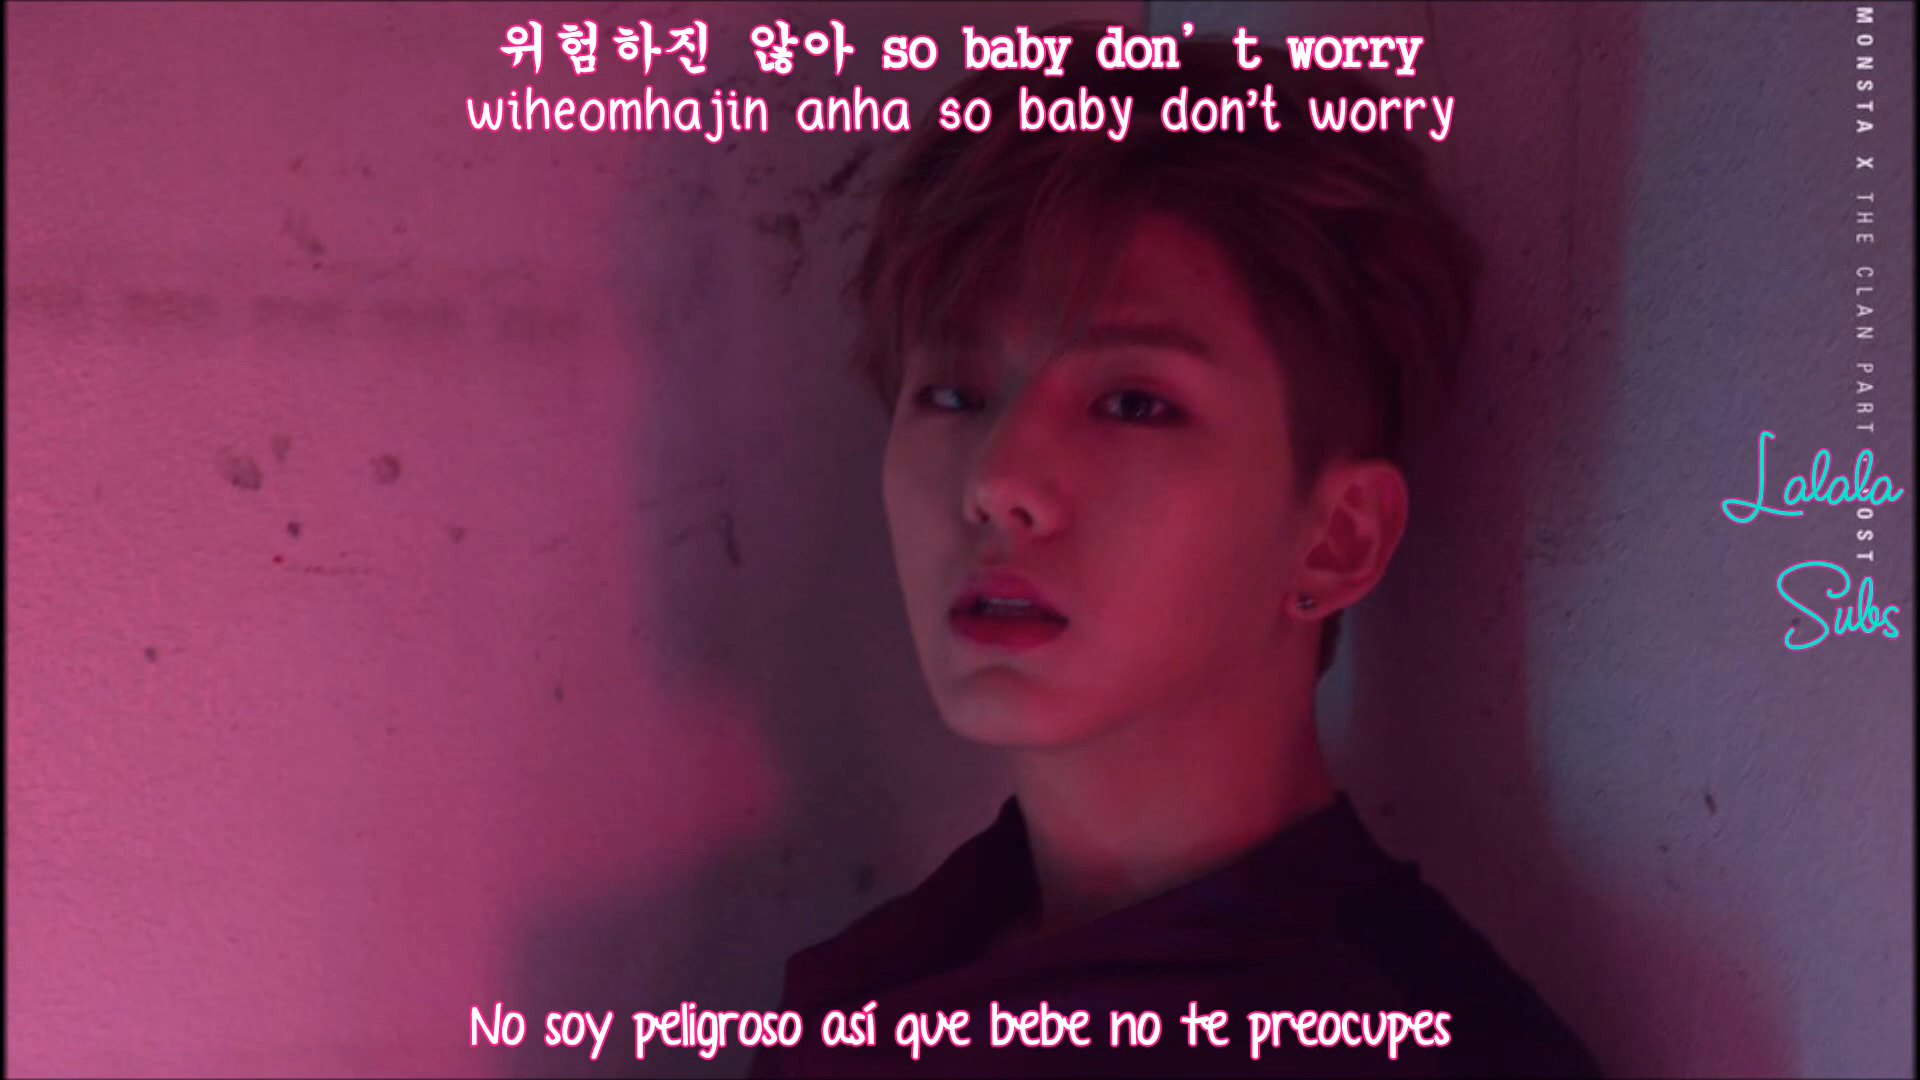 위험하진 않아 so baby don't worry
wiheomhajin anha so baby don't worry
MONSTA X THE CLAN PART
OST
Lalala
Subs
No soy peligroso así que bebe no te preocupes